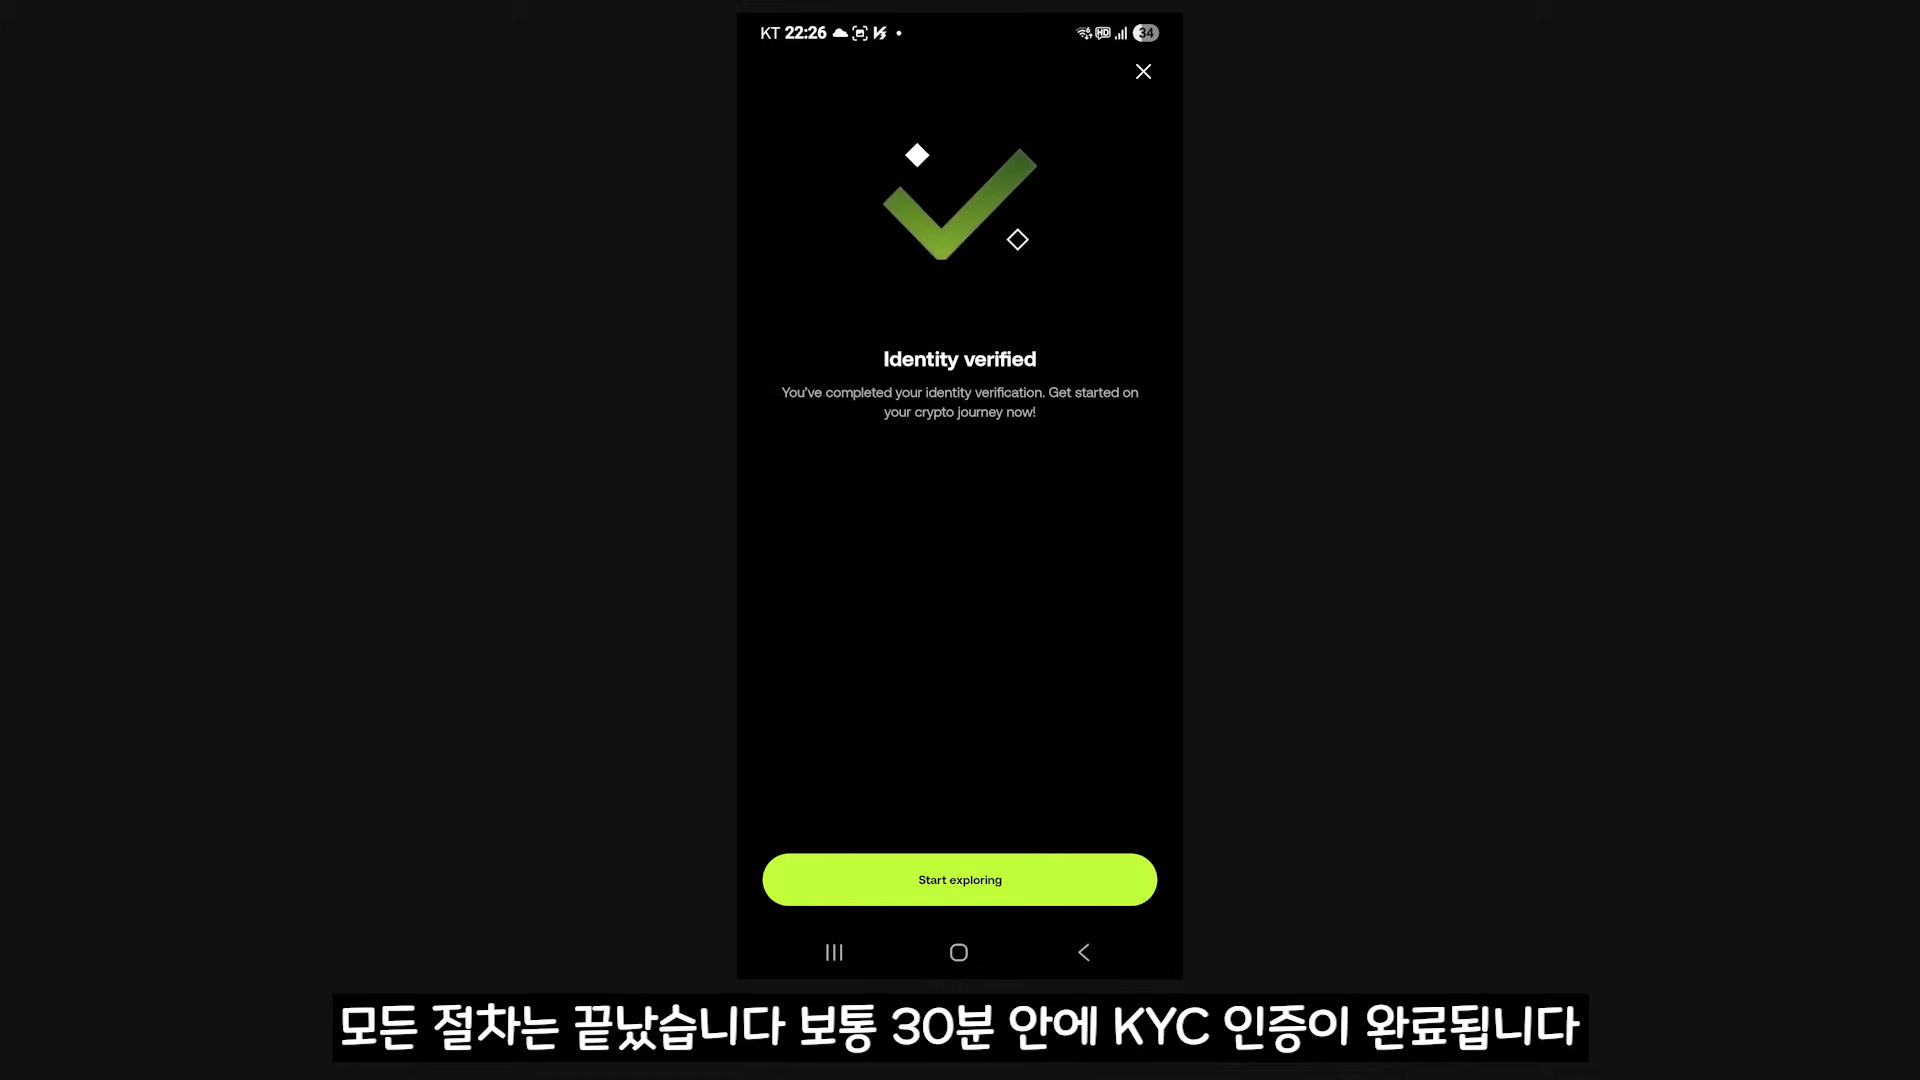 KT 22:26
34
Identity verified
You've completed your identity verification. Get started on
your crypto journey now!
Start exploring
모든 절차는 끝났습니다 보통 30분 안에 KYC 인증이 완료됩니다